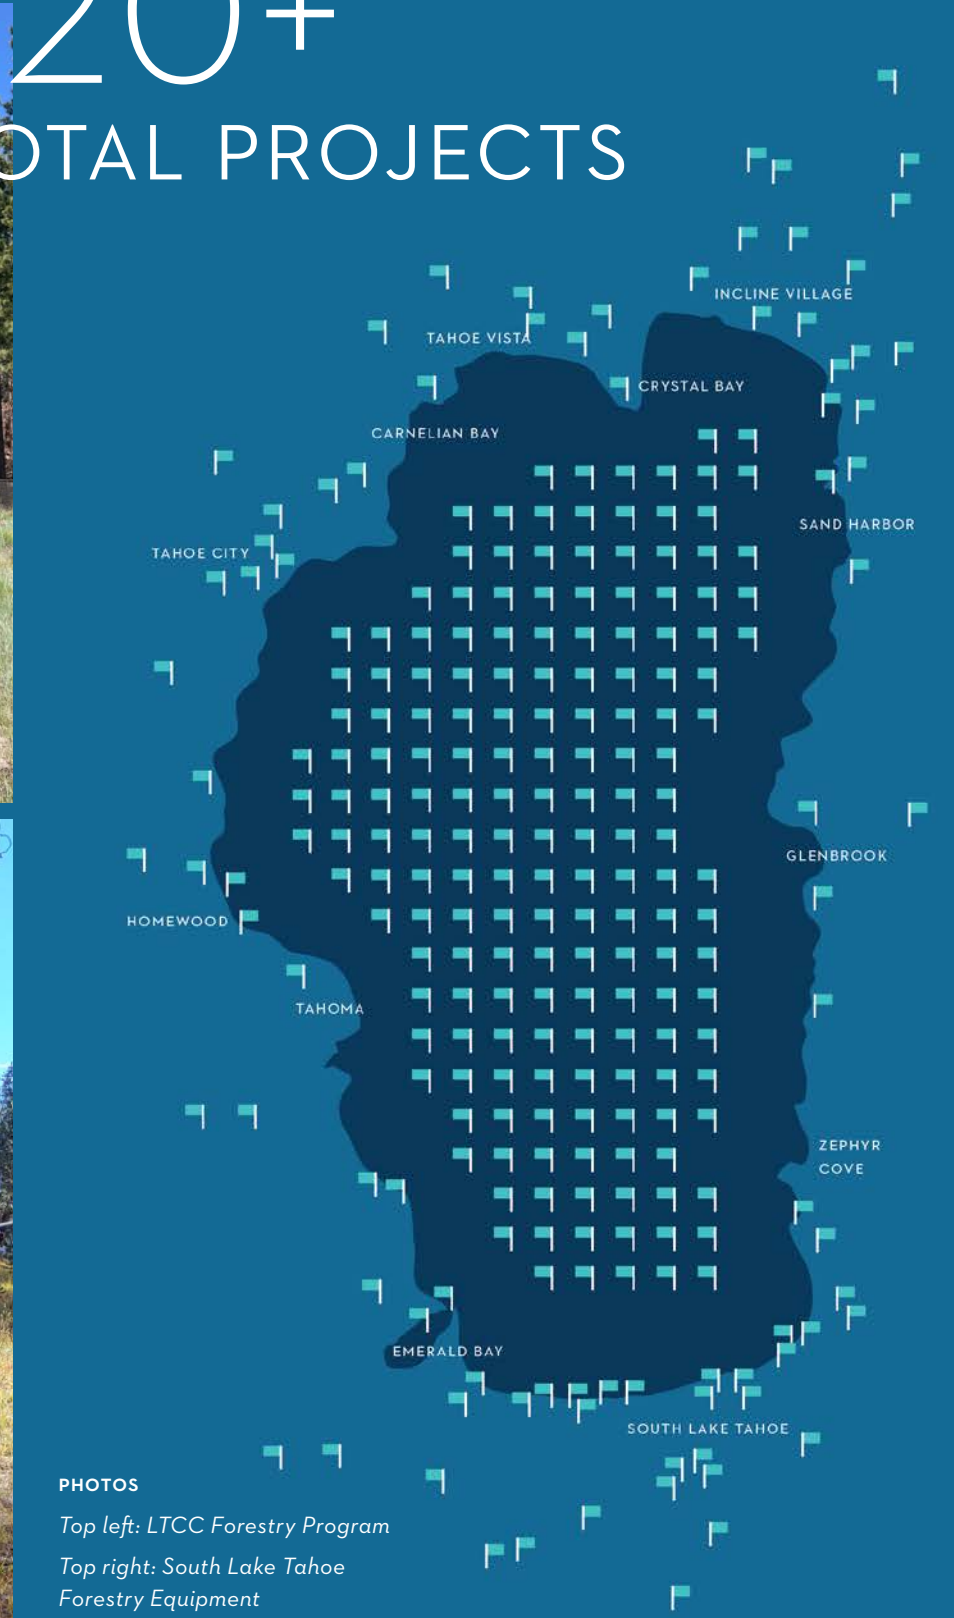 20+
OTAL PROJECTS
INCLINE VILLAGE
TAHOE VISTA
CRYSTAL BAY
CARNELIAN BAY
SAND HARBOR
TAHOE CITY
GLENBROOK
HOMEWOOD
TAHOMA
ZEPHYR
COVE
EMERALD BAY
SOUTH LAKE TAHOE
PHOTOS
Top left: LTCC Forestry Program
Top right: South Lake Tahoe
Forestry Equipment